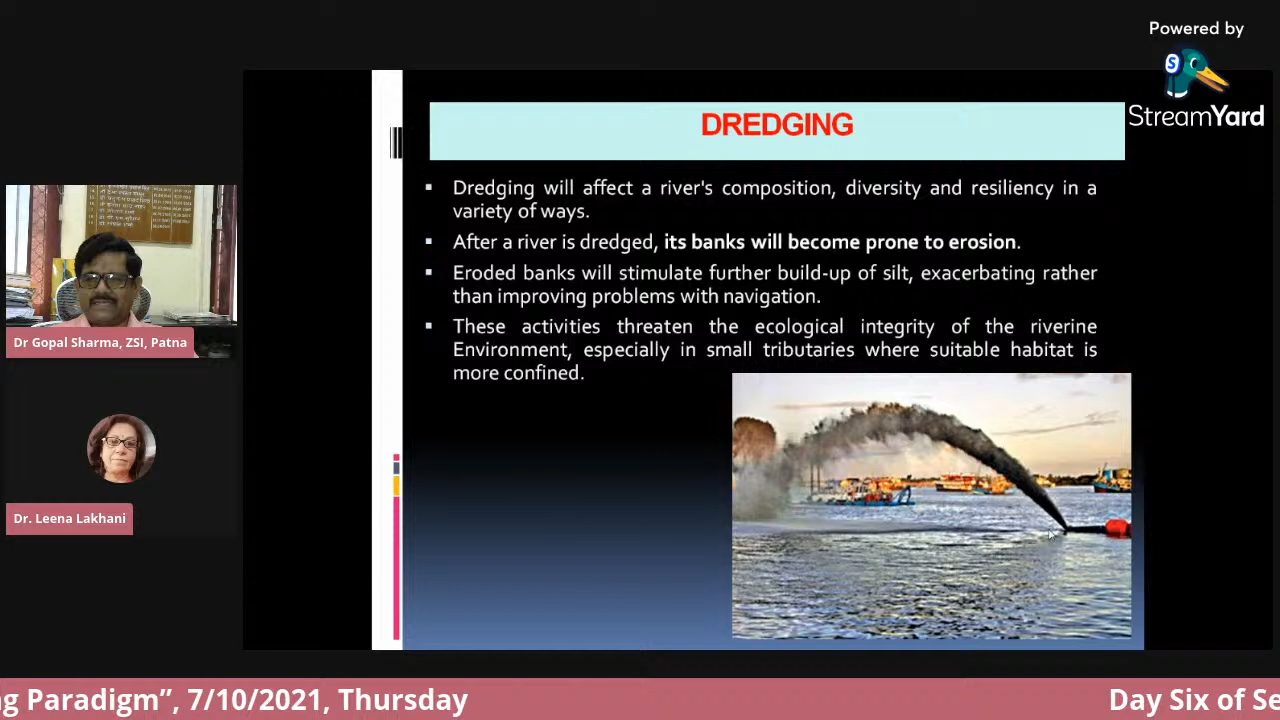 Powered by
S
StreamYard
DREDGING
Dredging will affect a river's composition, diversity and resiliency in a
variety of ways.
After a river is dredged, its banks will become prone to erosion.
Eroded banks will stimulate further build-up of silt, exacerbating rather
than improving problems with navigation.
These activities threaten the ecological integrity of the riverine
Environment, especially in small tributaries where suitable habitat is
more confined.
Dr Gopal Sharma, ZSI, Patna
Dr. Leena Lakhani
ng Paradigm”, 7/10/2021, Thursday
Day Six of Se